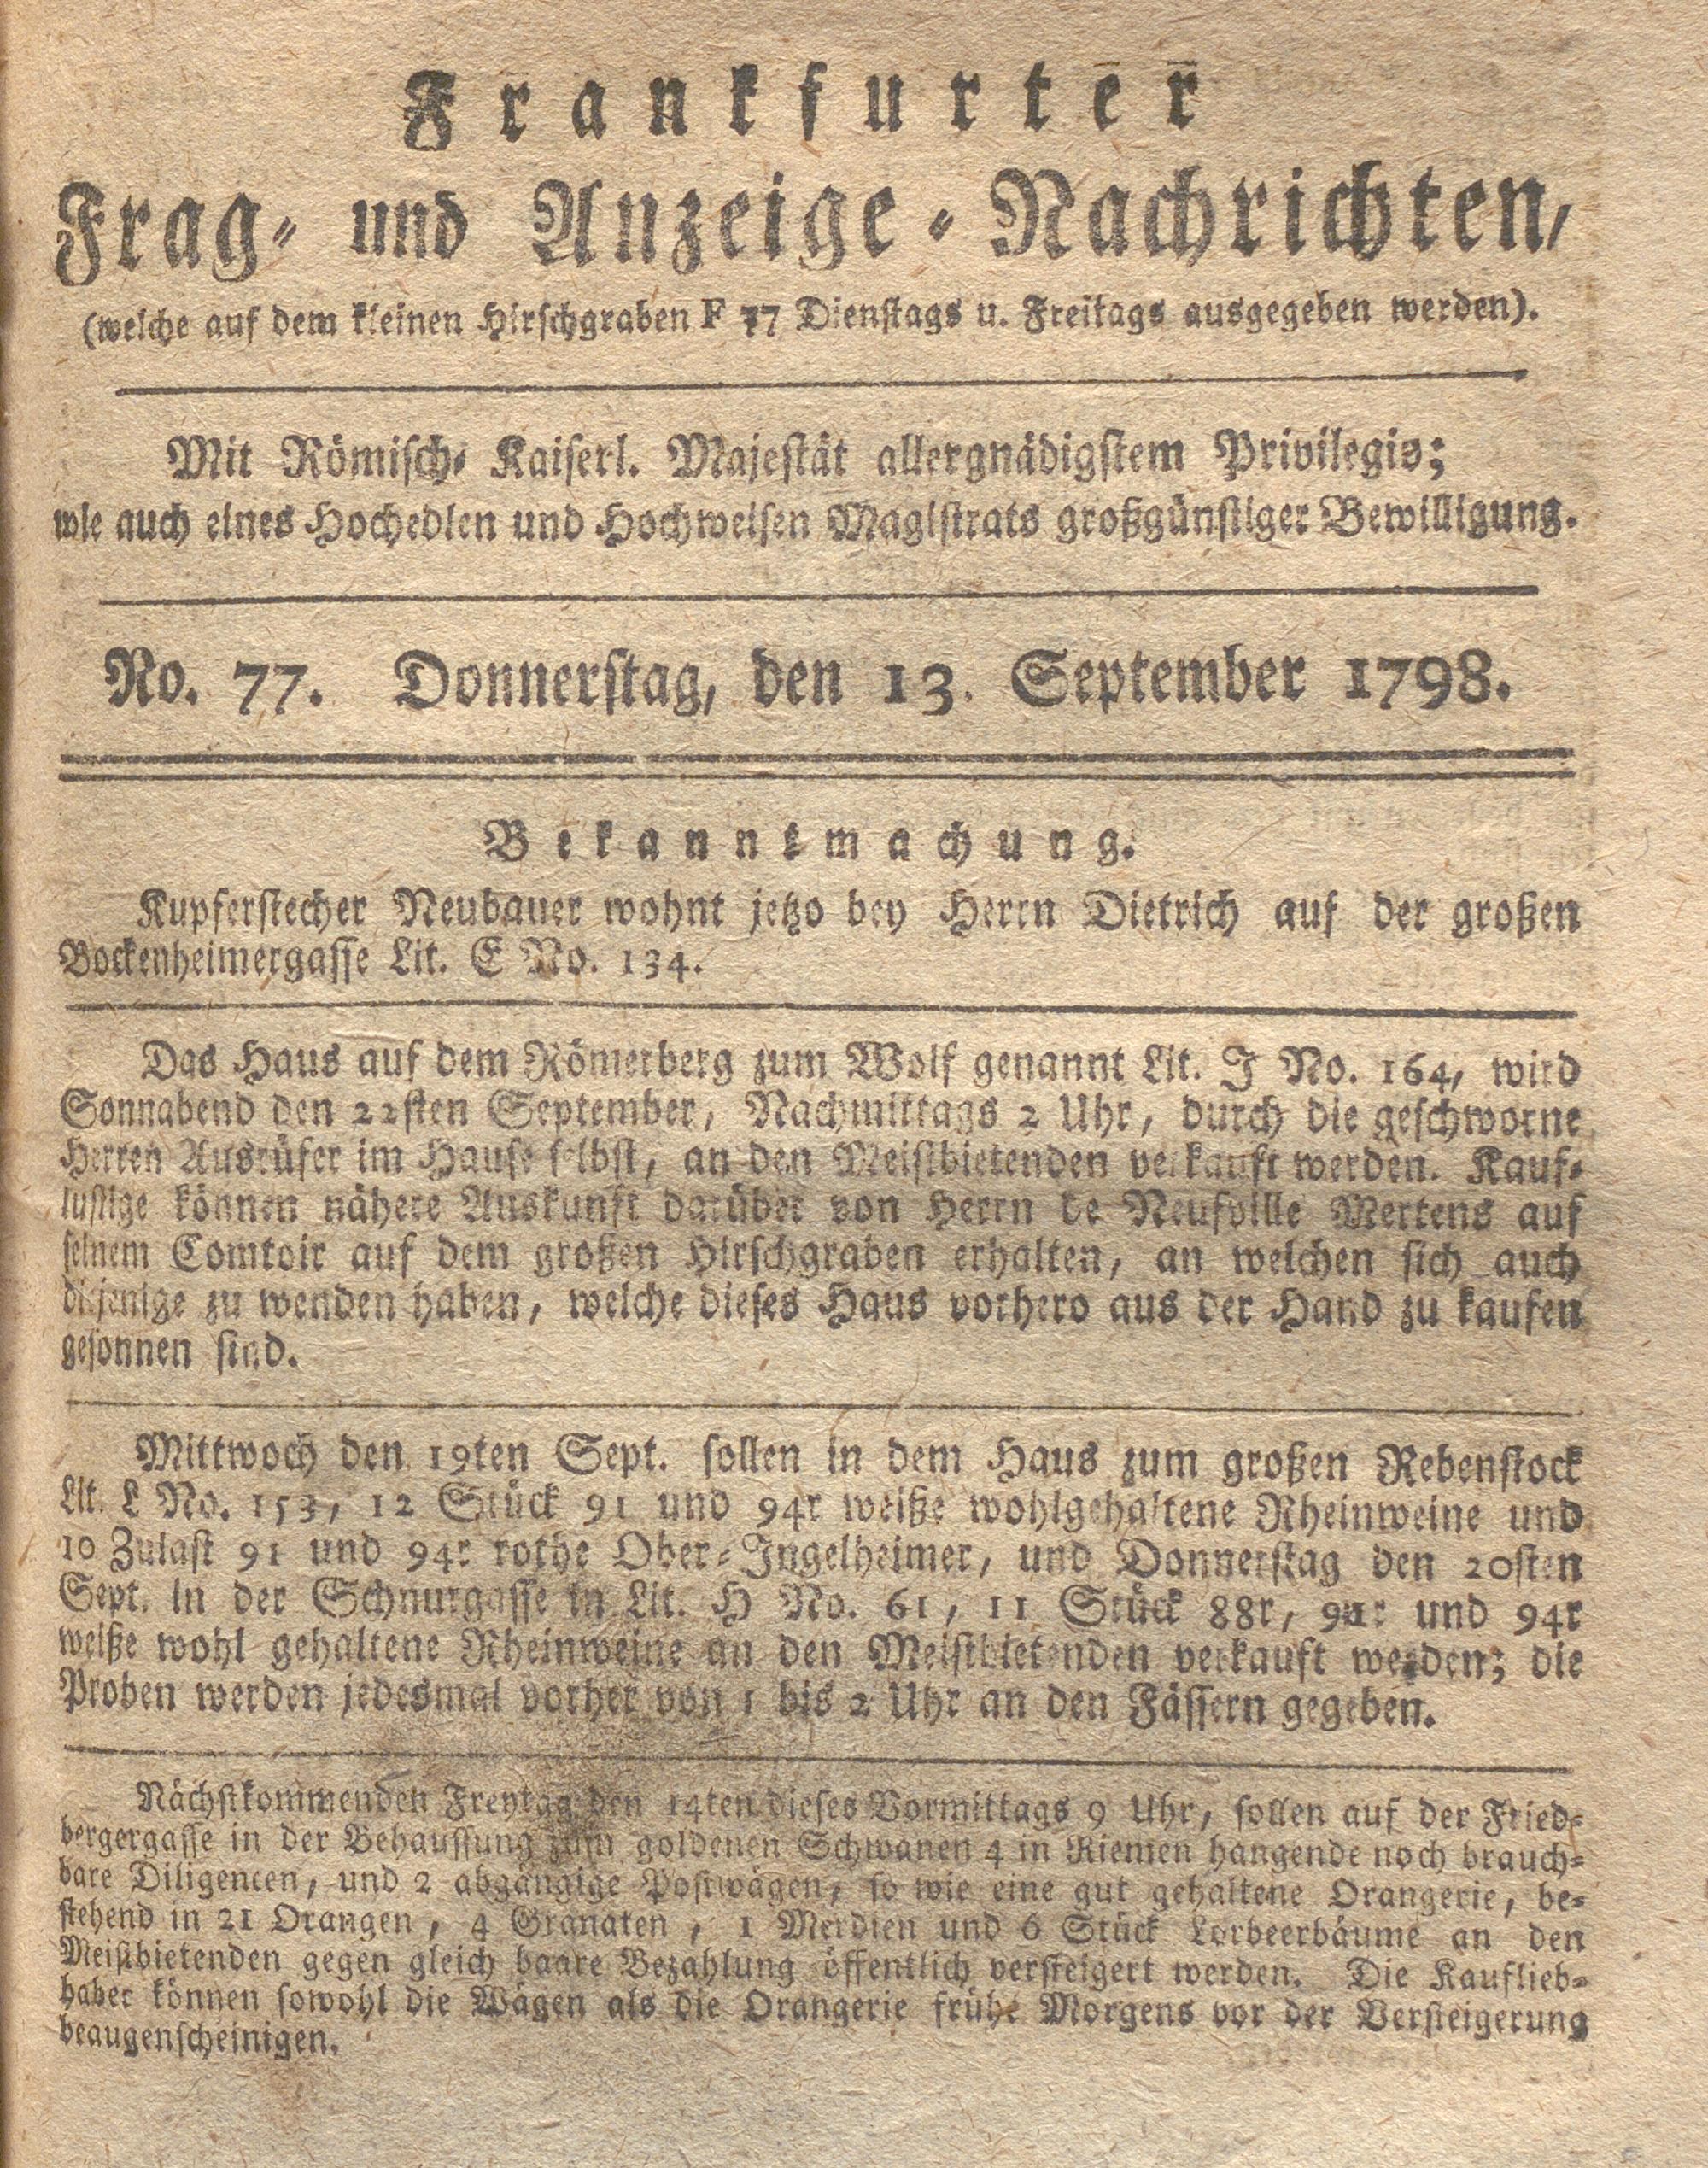 Frankfurter
Frag- und Anzeige-Nachrichten,
(welche auf dem kleinen Hirschgraben F 77 Dienstags u. Freitags ausgegeben werden).
Mit Römisch- Kaiserl. Majestät allergnädigstem Privilegio;
wie auch eines Hochedlen und Hochweisen Magistrats großgünstiger Bewilligung.
No. 77. Donnerstag, den 13. September 1798.
Bekanntmachung.
Kupferstecher Neubauer wohnt jetzo bey Herrn Dietrich auf der großen
Bockenheimergasse Lit. E No. 134.
Das Haus auf dem Römerberg zum Wolf genannt Lit. J No. 164, wird
Sonnabend den 22sten September, Nachmittags 2 Uhr, durch die geschworne
Herren Ausrüfer im Hause selbst, an den Meistbietenden verkauft werden. Kauf-
lustige können nähere Auskunft darüber von Herrn de Neufville Mertens auf
seinem Comtoir auf dem großen Hirschgraben erhalten, an welchen sich auch
diejenige zu wenden haben, welche dieses Haus vorhero aus der Hand zu kaufen
gesonnen sind.
Mittwoch den 19ten Sept. sollen in dem Haus zum großen Rebenstock
Lit. L No. 153, 12 Stück 91 und 94r weiße wohlgehaltene Rheinweine und
10 Zulast 91 und 94r rothe Ober-Ingelheimer, und Donnerstag den 20sten
Sept. in der Schnurgasse in Lit. H No. 61, 11 Stück 88r, und 94r
weiße wohl gehaltene Rheinweine an den Meistbietenden verkauft werden; die
Proben werden jedesmal vorher von 1 bis 2 Uhr an den Fässern gegeben.
Nächstkommenden Freytag den 14ten dieses Vormittags 9 Uhr, sollen auf der Fried-
bergergasse in der Behaussung zum goldenen Schwanen 4 in Riemen hangende noch brauch-
bare Diligencen, und 2 abgängige Postwägen, so wie eine gut gehaltene Orangerie, be-
stehend in 21 Orangen, 4 Granaten, 1 Merdien und 6 Stück Lorbeerbäume an den
Meistbietenden gegen gleich baare Bezahlung öffentlich versteigert werden. Die Kauflieb-
haber können sowohl die Wägen als die Orangerie frühe Morgens vor der Versteigerung
beaugenscheinigen.